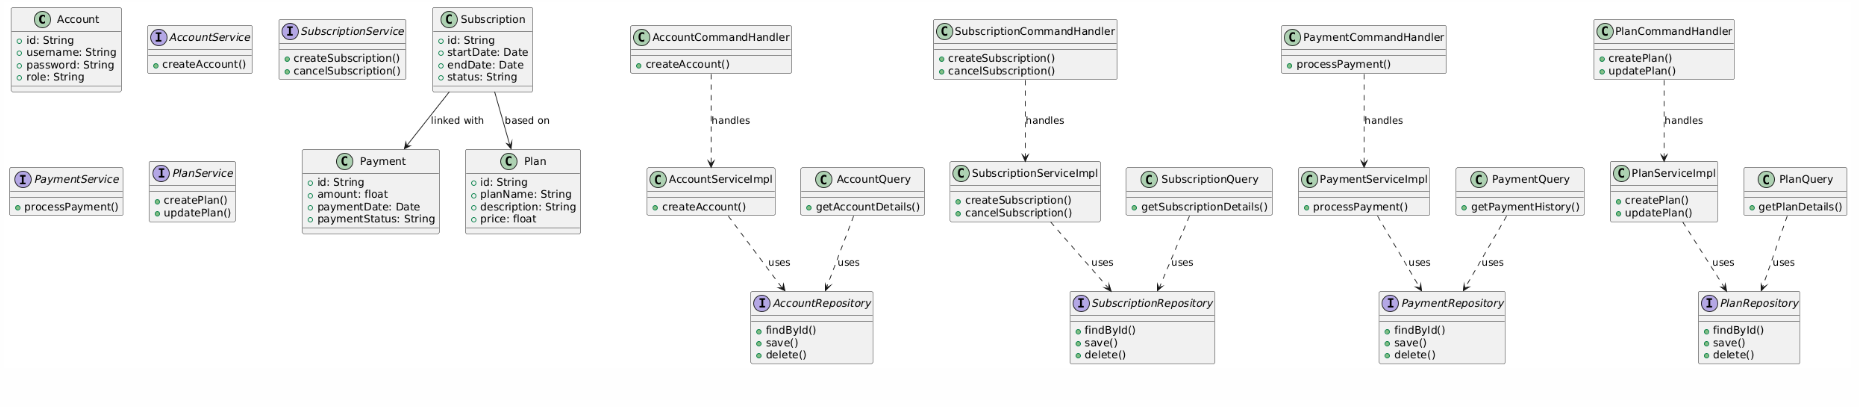 C Account
id: String
username: String
password: String
role: String
I AccountService
createAccount()
I SubscriptionService
createSubscription()
cancelSubscription()
C Subscription
id: String
startDate: Date
endDate: Date
status: String
C AccountCommandHandler
createAccount()
C SubscriptionCommandHandler
createSubscription()
cancelSubscription()
C PaymentCommandHandler
processPayment()
C PlanCommandHandler
createPlan()
updatePlan()
linked with
based on
handles
handles
handles
handles
I PaymentService
processPayment()
I PlanService
createPlan()
updatePlan()
C Payment
id: String
amount: float
paymentDate: Date
paymentStatus: String
C Plan
id: String
planName: String
description: String
price: float
C AccountServiceImpl
createAccount()
C AccountQuery
getAccountDetails()
C SubscriptionServiceImpl
createSubscription()
cancelSubscription()
C SubscriptionQuery
getSubscriptionDetails()
C PaymentServiceImpl
processPayment()
C PaymentQuery
getPaymentHistory()
C PlanServiceImpl
createPlan()
updatePlan()
C PlanQuery
getPlanDetails()
uses
uses
uses
uses
uses
uses
uses
uses
I AccountRepository
findById()
save()
delete()
I SubscriptionRepository
findById()
save()
delete()
I PaymentRepository
findById()
save()
delete()
I PlanRepository
findById()
save()
delete()